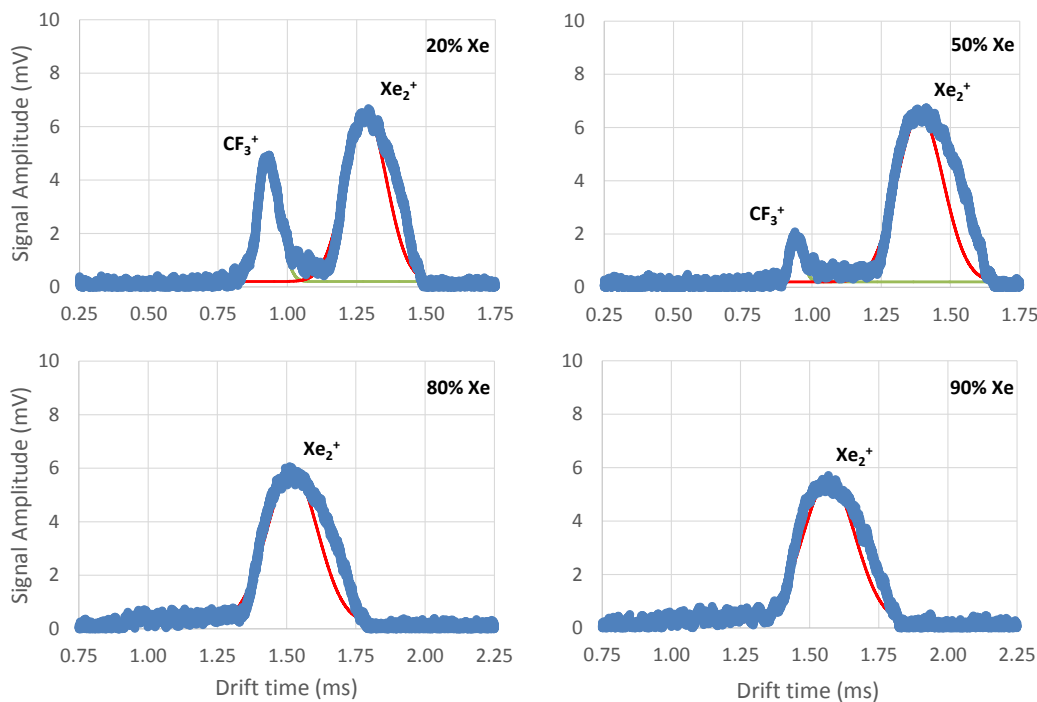 10
8
6
4
2
0
Signal Amplitude (mV)
20% Xe
CF₃⁺
Xe₂⁺
0.25 0.50 0.75 1.00 1.25 1.50 1.75
10
8
6
4
2
0
50% Xe
CF₃⁺
Xe₂⁺
0.25 0.50 0.75 1.00 1.25 1.50 1.75
10
8
6
4
2
0
Signal Amplitude (mV)
80% Xe
Xe₂⁺
0.75 1.00 1.25 1.50 1.75 2.00 2.25
Drift time (ms)
10
8
6
4
2
0
90% Xe
Xe₂⁺
0.75 1.00 1.25 1.50 1.75 2.00 2.25
Drift time (ms)